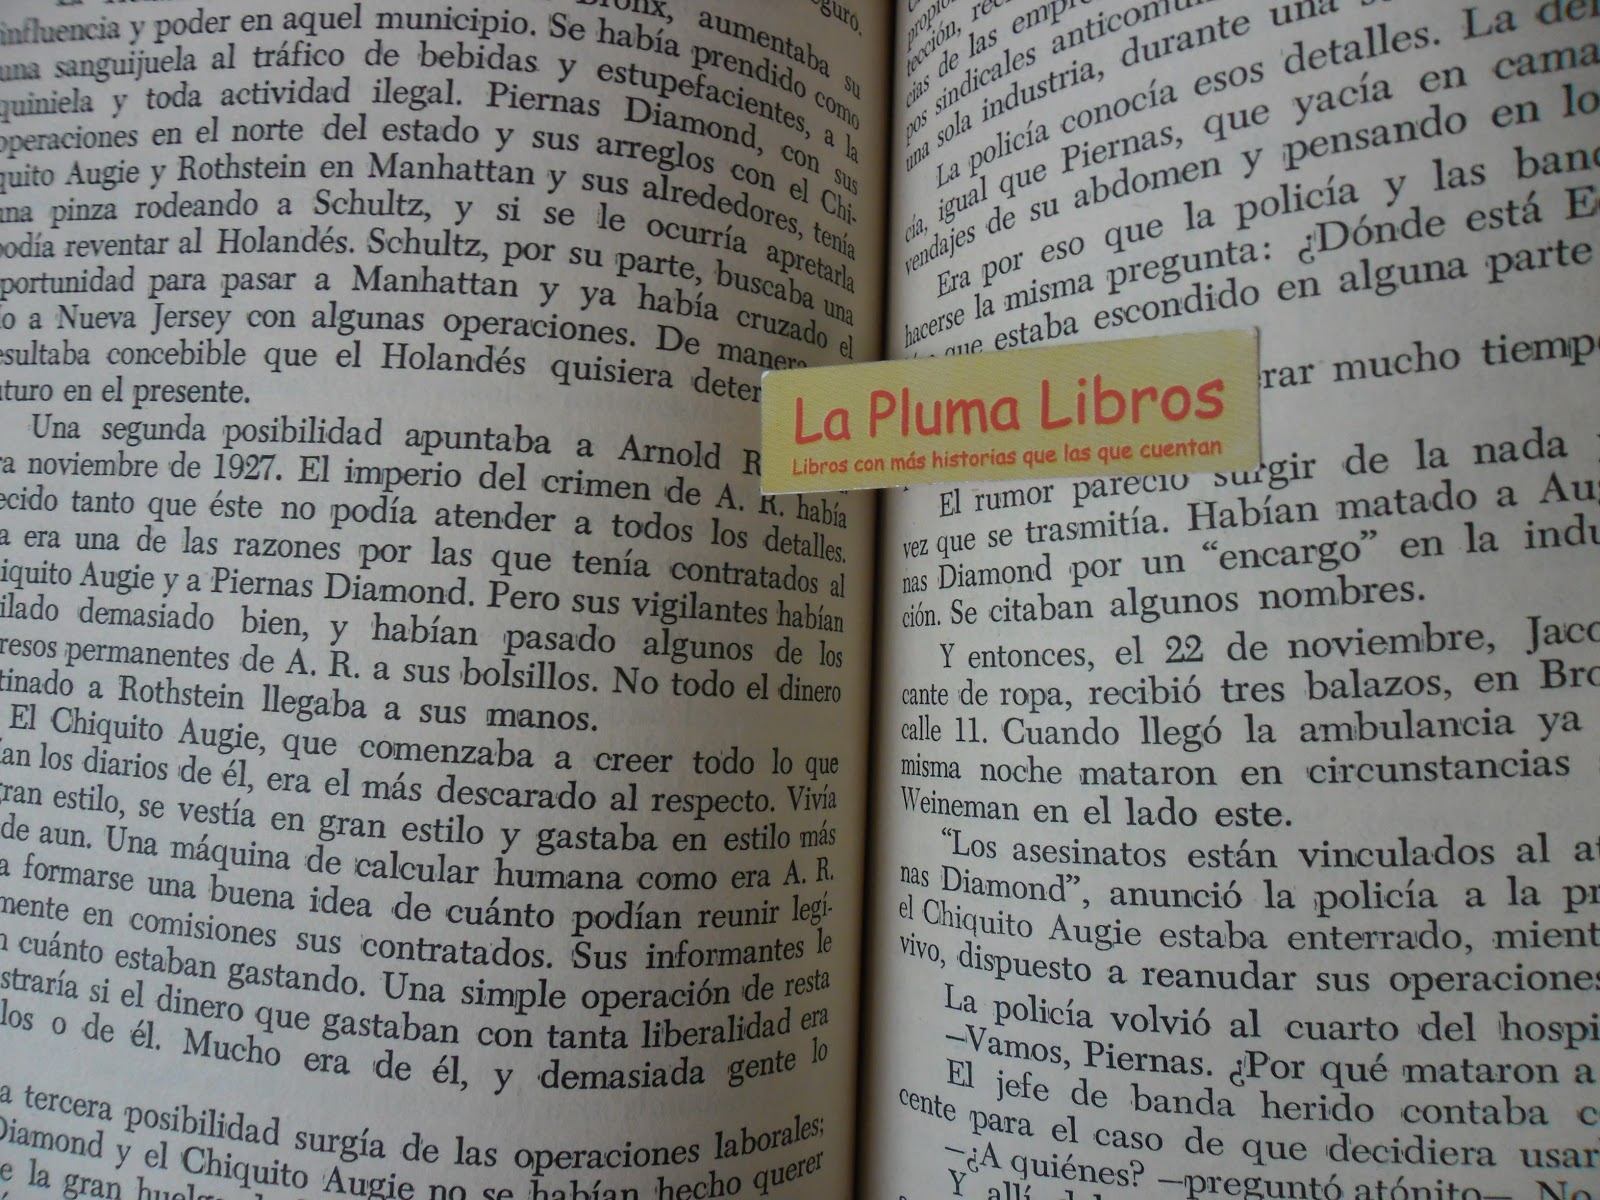 Bronx, aumentaba su
influencia y poder en aquel municipio. Se había prendido como
una sanguijuela al tráfico de bebidas y estupefacientes, a la
quiniela y toda actividad ilegal. Piernas Diamond, con sus
operaciones en el norte del estado y sus arreglos con el Chi-
quito Augie y Rothstein en Manhattan y sus alrededores, tenía
una pinza rodeando a Schultz, y si se le ocurría apretarla
podía reventar al Holandés. Schultz, por su parte, buscaba una
oportunidad para pasar a Manhattan y ya había cruzado el
o a Nueva Jersey con algunas operaciones. De manera
esultaba concebible que el Holandés quisiera deter
uturo en el presente.
Una segunda posibilidad apuntaba a Arnold R
ra noviembre de 1927. El imperio del crimen de A. R. había
ecido tanto que éste no podía atender a todos los detalles.
a era una de las razones por las que tenía contratados al
iquito Augie y a Piernas Diamond. Pero sus vigilantes habían
ilado demasiado bien, y habían pasado algunos de los
resos permanentes de A. R. a sus bolsillos. No todo el dinero
tinado a Rothstein llegaba a sus manos.
El Chiquito Augie, que comenzaba a creer todo lo que
ían los diarios de él, era el más descarado al respecto. Vivía
gran estilo, se vestía en gran estilo y gastaba en estilo más
de aun. Una máquina de calcular humana como era A. R.
a formarse una buena idea de cuánto podían reunir legí-
mente en comisiones sus contratados. Sus informantes le
n cuánto estaban gastando. Una simple operación de resta
straría si el dinero que gastaban con tanta liberalidad era
los o de él. Mucho era de él, y demasiada gente lo
a tercera posibilidad surgía de las operaciones laborales;
Diamond y el Chiquito Augie no se habían hecho querer
e la gran
tección,
cias de las
pos sindicales
una sola industria, durante una
La policía conocía esos detalles. La
cía, igual que Piernas, que yacía en cama
vendajes de su abdomen y pensando en lo
Era por eso que la policía y las band
hacerse la misma pregunta: ¿Dónde está E
que estaba escondido en alguna parte
rar mucho tiempo
La Pluma Libros
Libros con más historias que las que cuentan
El rumor pareció surgir de la nada
vez que se trasmitía. Habían matado a Aug
nas Diamond por un “encargo” en la indu
ción. Se citaban algunos nombres.
Y entonces, el 22 de noviembre, Jaco
cante de ropa, recibió tres balazos, en Bro
calle 11. Cuando llegó la ambulancia ya
misma noche mataron en circunstancias
Weineman en el lado este.
“Los asesinatos están vinculados al at
nas Diamond”, anunció la policía a la pr
el Chiquito Augie estaba enterrado, mient
vivo, dispuesto a reanudar sus operaciones
La policía volvió al cuarto del hospi
—Vamos, Piernas. ¿Por qué mataron a
El jefe de banda herido contaba c
cente para el caso de que decidiera usar
—¿A quiénes? —preguntó atónito— No
Y allí